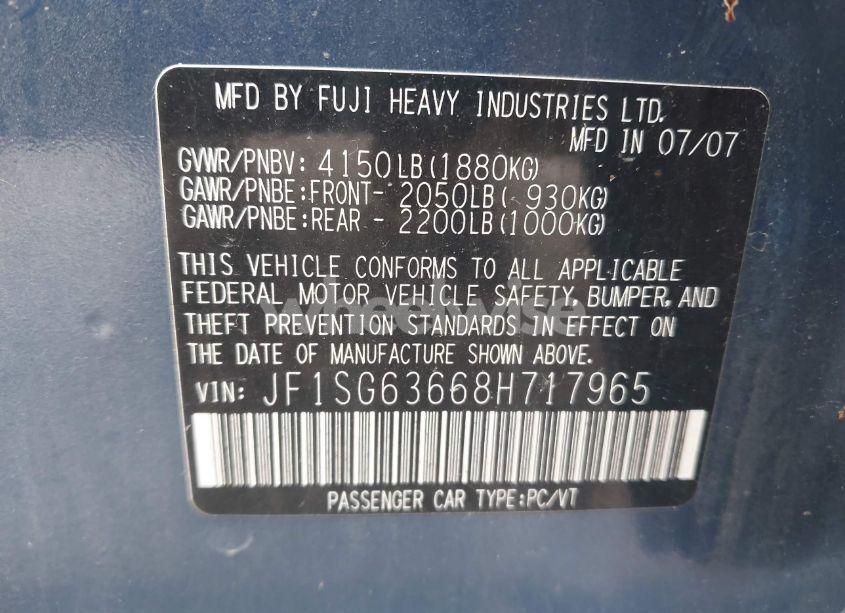 MFD BY FUJI HEAVY INDUSTRIES LTD.
MFD IN 07/07
GVWR/PNBV: 4150LB(1880KG)
GAWR/PNBE:FRONT- 2050LB( 930KG)
GAWR/PNBE:REAR - 2200LB(1000KG)
THIS VEHICLE CONFORMS TO ALL APPLICABLE
FEDERAL MOTOR VEHICLE SAFETY, BUMPER, AND
THEFT PREVENTION STANDARDS IN EFFECT ON
THE DATE OF MANUFACTURE SHOWN ABOVE.
wheelwise
VIN: JF1SG63668H717965
PASSENGER CAR TYPE:PC/VT